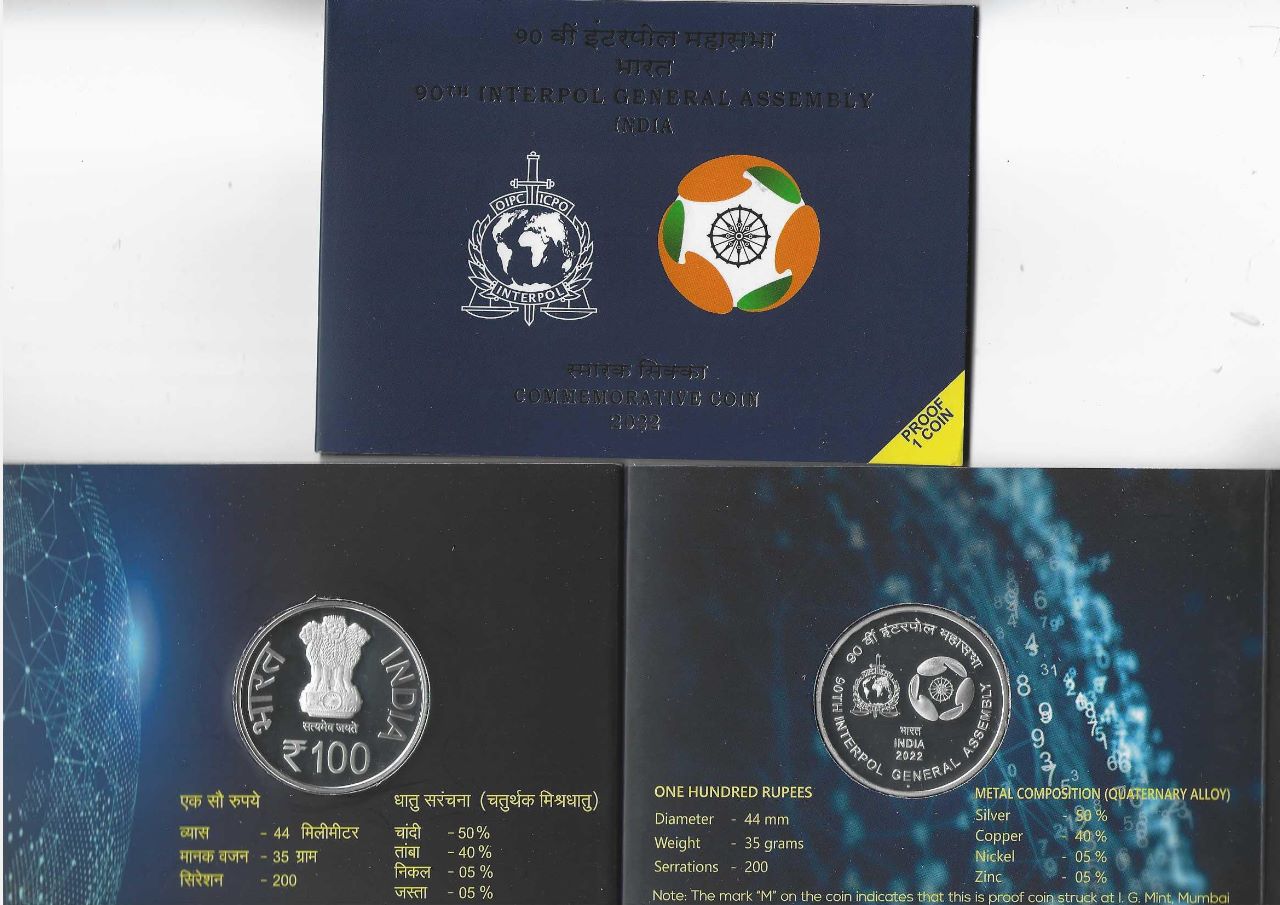 90 वीं इंटरपोल महासभा
भारत
90TH INTERPOL GENERAL ASSEMBLY
INDIA
OIPC ICPO
INTERPOL
स्मारक सिक्का
COMMEMORATIVE COIN
2022
PROOF
1 COIN
भारत
INDIA
सत्यमेव जयते
₹100
एक सौ रुपये
व्यास - 44 मिलीमीटर
मानक वजन - 35 ग्राम
सिरेशन - 200
धातु सरंचना (चतुर्थक मिश्रधातु)
चांदी - 50%
तांबा - 40%
निकल - 05 %
जस्ता - 05 %
90 वीं इंटरपोल महासभा
भारत
INDIA
2022
90TH INTERPOL GENERAL ASSEMBLY
ONE HUNDRED RUPEES
Diameter - 44 mm
Weight - 35 grams
Serrations - 200
METAL COMPOSITION (QUATERNARY ALLOY)
Silver - 50 %
Copper - 40 %
Nickel - 05 %
Zinc - 05 %
Note: The mark "M" on the coin indicates that this is proof coin struck at I. G. Mint, Mumbai